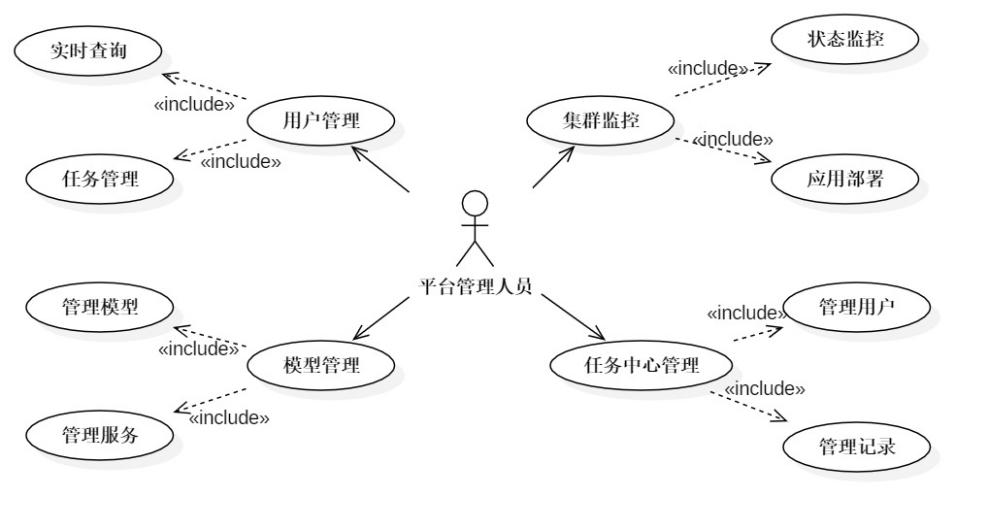 实时查询
«include»
用户管理
«include»
任务管理
状态监控
«include»
集群监控
«include»
应用部署
平台管理人员
管理模型
«include»
模型管理
«include»
管理服务
管理用户
«include»
任务中心管理
«include»
管理记录